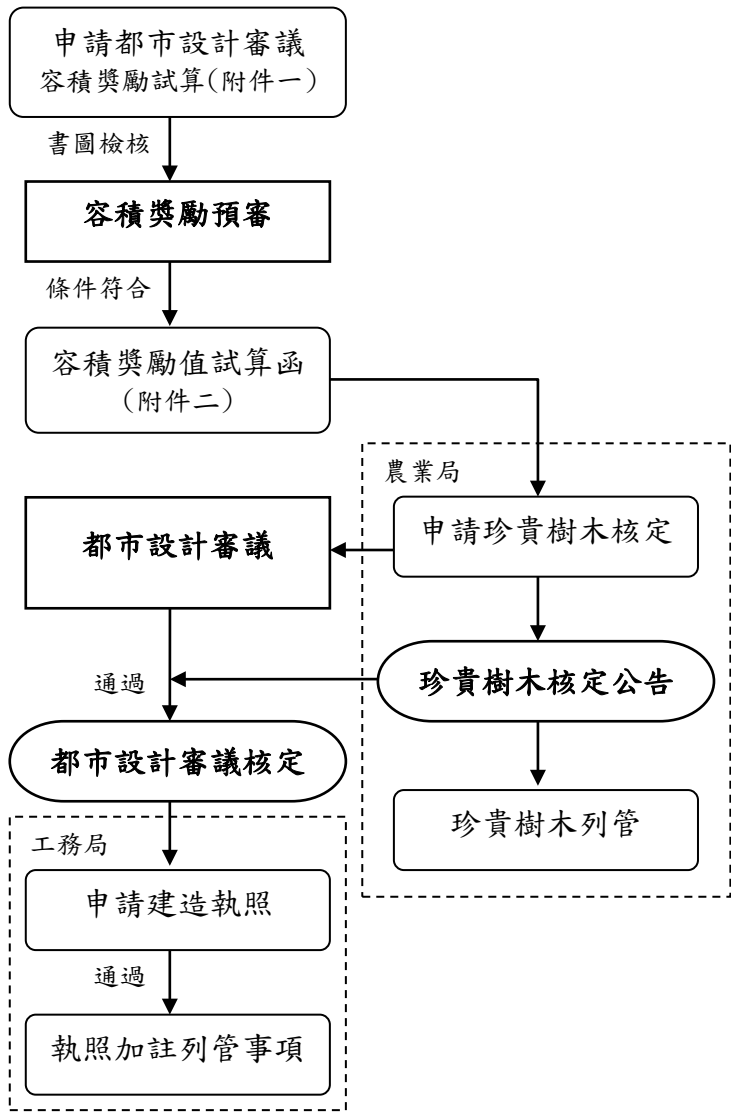 申請都市設計審議
容積獎勵試算(附件一)
書圖檢核
容積獎勵預審
條件符合
容積獎勵值試算函
(附件二)
農業局
申請珍貴樹木核定
都市設計審議
珍貴樹木核定公告
通過
都市設計審議核定
珍貴樹木列管
工務局
申請建造執照
通過
執照加註列管事項